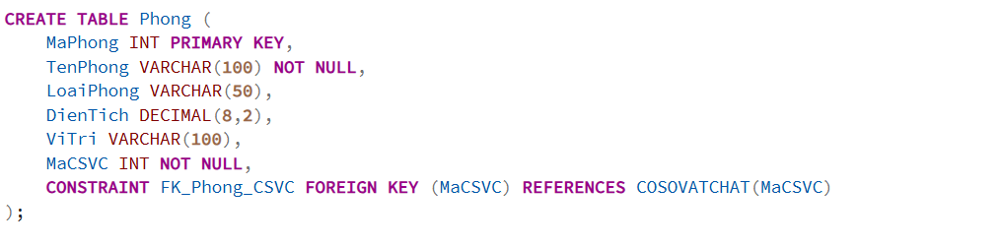 CREATE TABLE Phong (
    MaPhong INT PRIMARY KEY,
    TenPhong VARCHAR(100) NOT NULL,
    LoaiPhong VARCHAR(50),
    DienTich DECIMAL(8,2),
    ViTri VARCHAR(100),
    MaCSVC INT NOT NULL,
    CONSTRAINT FK_Phong_CSVC FOREIGN KEY (MaCSVC) REFERENCES COSOVATCHAT(MaCSVC)
);